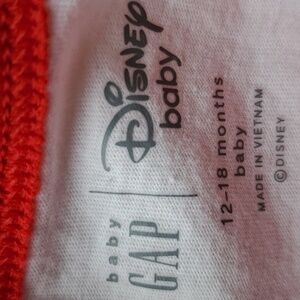 baby
GAP
Disney
baby
12-18 months
baby
MADE IN VIETNAM
©DISNEY